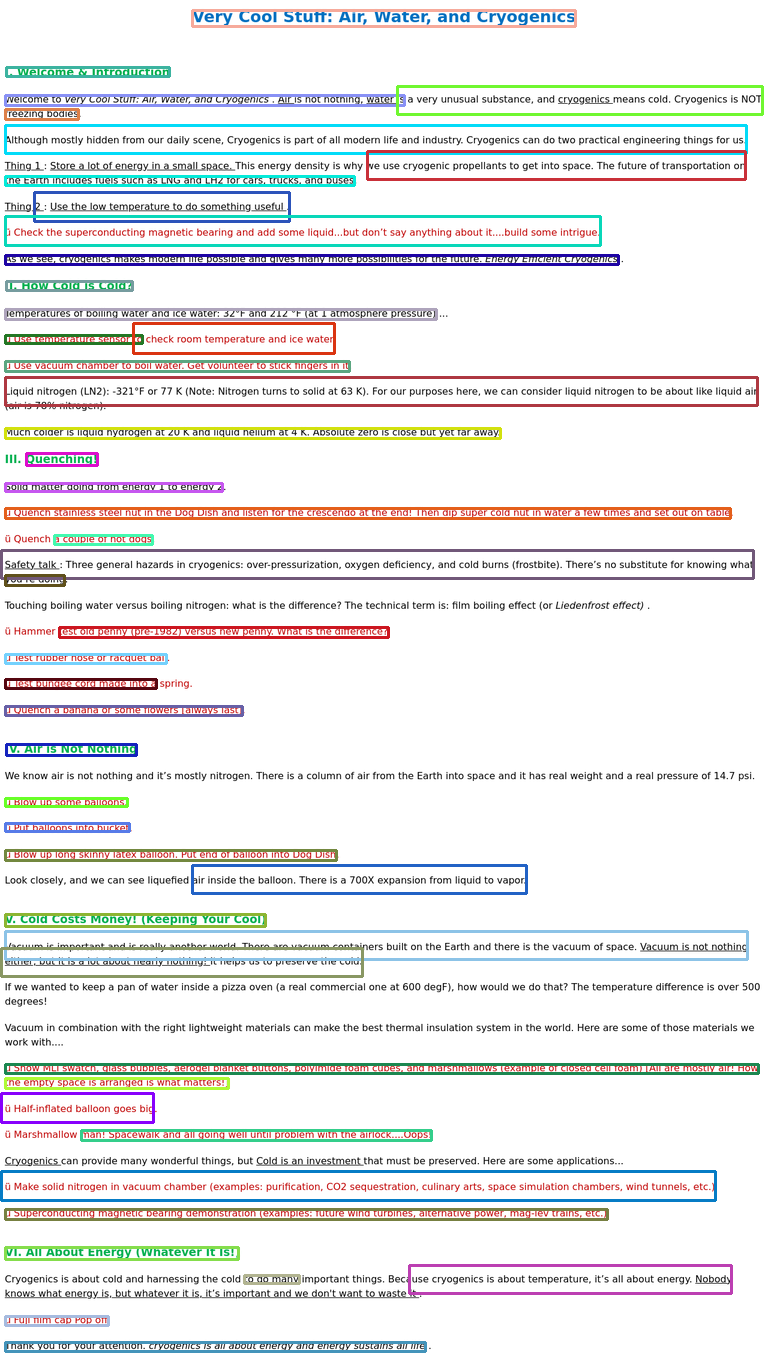 Very Cool Stuff: Air, Water, and Cryogenics
I. Welcome & Introduction
Welcome to Very Cool Stuff: Air, Water, and Cryogenics . Air is not nothing, water is a very unusual substance, and cryogenics means cold. Cryogenics is NOT
freezing bodies.
Although mostly hidden from our daily scene, Cryogenics is part of all modern life and industry. Cryogenics can do two practical engineering things for us.
Thing 1 : Store a lot of energy in a small space. This energy density is why we use cryogenic propellants to get into space. The future of transportation on
the Earth includes fuels such as LNG and LH2 for cars, trucks, and buses.
Thing 2 : Use the low temperature to do something useful .
ü Check the superconducting magnetic bearing and add some liquid...but don’t say anything about it....build some intrigue.
As we see, cryogenics makes modern life possible and gives many more possibilities for the future. Energy Efficient Cryogenics .
II. How Cold is Cold?
Temperatures of boiling water and ice water: 32°F and 212 °F (at 1 atmosphere pressure) ...
ü Use temperature sensor to check room temperature and ice water
ü Use vacuum chamber to boil water. Get volunteer to stick fingers in it.
Liquid nitrogen (LN2): -321°F or 77 K (Note: Nitrogen turns to solid at 63 K). For our purposes here, we can consider liquid nitrogen to be about like liquid air
(air is 78% nitrogen).
Much colder is liquid hydrogen at 20 K and liquid helium at 4 K. Absolute zero is close but yet far away.
III. Quenching!
Solid matter going from energy 1 to energy 2.
ü Quench stainless steel nut in the Dog Dish and listen for the crescendo at the end! Then dip super cold nut in water a few times and set out on table.
ü Quench a couple of hot dogs
Safety talk : Three general hazards in cryogenics: over-pressurization, oxygen deficiency, and cold burns (frostbite). There’s no substitute for knowing what
you’re doing.
Touching boiling water versus boiling nitrogen: what is the difference? The technical term is: film boiling effect (or Liedenfrost effect) .
ü Hammer test old penny (pre-1982) versus new penny. What is the difference?
ü Test rubber hose or racquet ball.
ü Test bungee cord made into a spring.
ü Quench a banana or some flowers [always last].
IV. Air is Not Nothing
We know air is not nothing and it’s mostly nitrogen. There is a column of air from the Earth into space and it has real weight and a real pressure of 14.7 psi.
ü Blow up some balloons.
ü Put balloons into bucket.
ü Blow up long skinny latex balloon. Put end of balloon into Dog Dish.
Look closely, and we can see liquefied air inside the balloon. There is a 700X expansion from liquid to vapor.
V. Cold Costs Money! (Keeping Your Cool)
Vacuum is important and is really another world. There are vacuum containers built on the Earth and there is the vacuum of space. Vacuum is not nothing
either, but it is a lot about nearly nothing! It helps us to preserve the cold.
If we wanted to keep a pan of water inside a pizza oven (a real commercial one at 600 degF), how would we do that? The temperature difference is over 500
degrees!
Vacuum in combination with the right lightweight materials can make the best thermal insulation system in the world. Here are some of those materials we
work with....
ü Show MLI swatch, glass bubbles, aerogel blanket buttons, polyimide foam cubes, and marshmallows (example of closed cell foam) [All are mostly air! How
the empty space is arranged is what matters!]
ü Half-inflated balloon goes big.
ü Marshmallow man! Spacewalk and all going well until problem with the airlock....Oops!
Cryogenics can provide many wonderful things, but Cold is an investment that must be preserved. Here are some applications...
ü Make solid nitrogen in vacuum chamber (examples: purification, CO2 sequestration, culinary arts, space simulation chambers, wind tunnels, etc.)
ü Superconducting magnetic bearing demonstration (examples: future wind turbines, alternative power, mag-lev trains, etc.)
VI. All About Energy (Whatever It Is!)
Cryogenics is about cold and harnessing the cold to do many important things. Because cryogenics is about temperature, it’s all about energy. Nobody
knows what energy is, but whatever it is, it’s important and we don't want to waste it .
ü Fuji film cap Pop off
Thank you for your attention. cryogenics is all about energy and energy sustains all life .